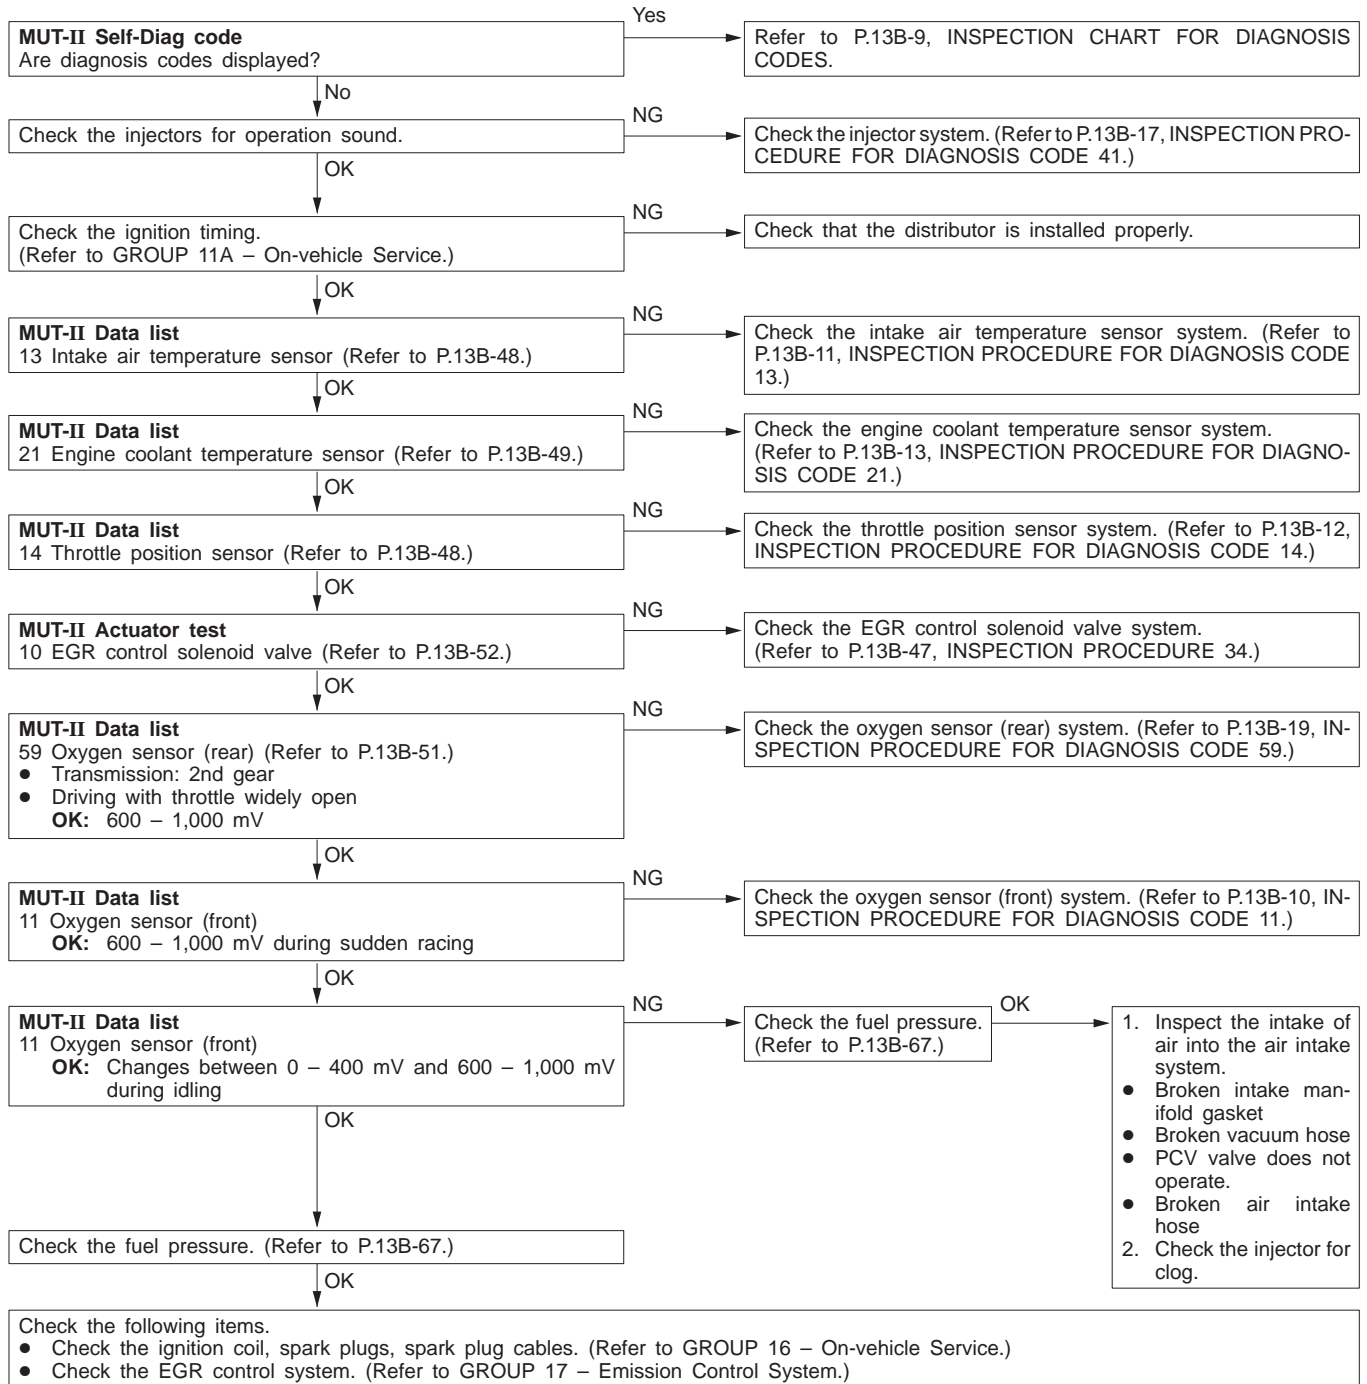 Yes
MUT-II Self-Diag code
Are diagnosis codes displayed?
Refer to P.13B-9, INSPECTION CHART FOR DIAGNOSIS
CODES.
No
Check the injectors for operation sound.
NG
Check the injector system. (Refer to P.13B-17, INSPECTION PRO-
CEDURE FOR DIAGNOSIS CODE 41.)
OK
Check the ignition timing.
(Refer to GROUP 11A – On-vehicle Service.)
NG
Check that the distributor is installed properly.
OK
MUT-II Data list
13 Intake air temperature sensor (Refer to P.13B-48.)
NG
Check the intake air temperature sensor system. (Refer to
P.13B-11, INSPECTION PROCEDURE FOR DIAGNOSIS CODE
13.)
OK
MUT-II Data list
21 Engine coolant temperature sensor (Refer to P.13B-49.)
NG
Check the engine coolant temperature sensor system.
(Refer to P.13B-13, INSPECTION PROCEDURE FOR DIAGNO-
SIS CODE 21.)
OK
MUT-II Data list
14 Throttle position sensor (Refer to P.13B-48.)
NG
Check the throttle position sensor system. (Refer to P.13B-12,
INSPECTION PROCEDURE FOR DIAGNOSIS CODE 14.)
OK
MUT-II Actuator test
10 EGR control solenoid valve (Refer to P.13B-52.)
NG
Check the EGR control solenoid valve system.
(Refer to P.13B-47, INSPECTION PROCEDURE 34.)
OK
MUT-II Data list
59 Oxygen sensor (rear) (Refer to P.13B-51.)
● Transmission: 2nd gear
● Driving with throttle widely open
OK: 600 – 1,000 mV
NG
Check the oxygen sensor (rear) system. (Refer to P.13B-19, IN-
SPECTION PROCEDURE FOR DIAGNOSIS CODE 59.)
OK
MUT-II Data list
11 Oxygen sensor (front)
OK: 600 – 1,000 mV during sudden racing
NG
Check the oxygen sensor (front) system. (Refer to P.13B-10, IN-
SPECTION PROCEDURE FOR DIAGNOSIS CODE 11.)
OK
MUT-II Data list
11 Oxygen sensor (front)
OK: Changes between 0 – 400 mV and 600 – 1,000 mV
during idling
NG
Check the fuel pressure.
(Refer to P.13B-67.)
OK
1. Inspect the intake of
air into the air intake
system.
● Broken intake man-
ifold gasket
● Broken vacuum hose
● PCV valve does not
operate.
● Broken air intake
hose
2. Check the injector for
clog.
OK
Check the fuel pressure. (Refer to P.13B-67.)
OK
Check the following items.
● Check the ignition coil, spark plugs, spark plug cables. (Refer to GROUP 16 – On-vehicle Service.)
● Check the EGR control system. (Refer to GROUP 17 – Emission Control System.)